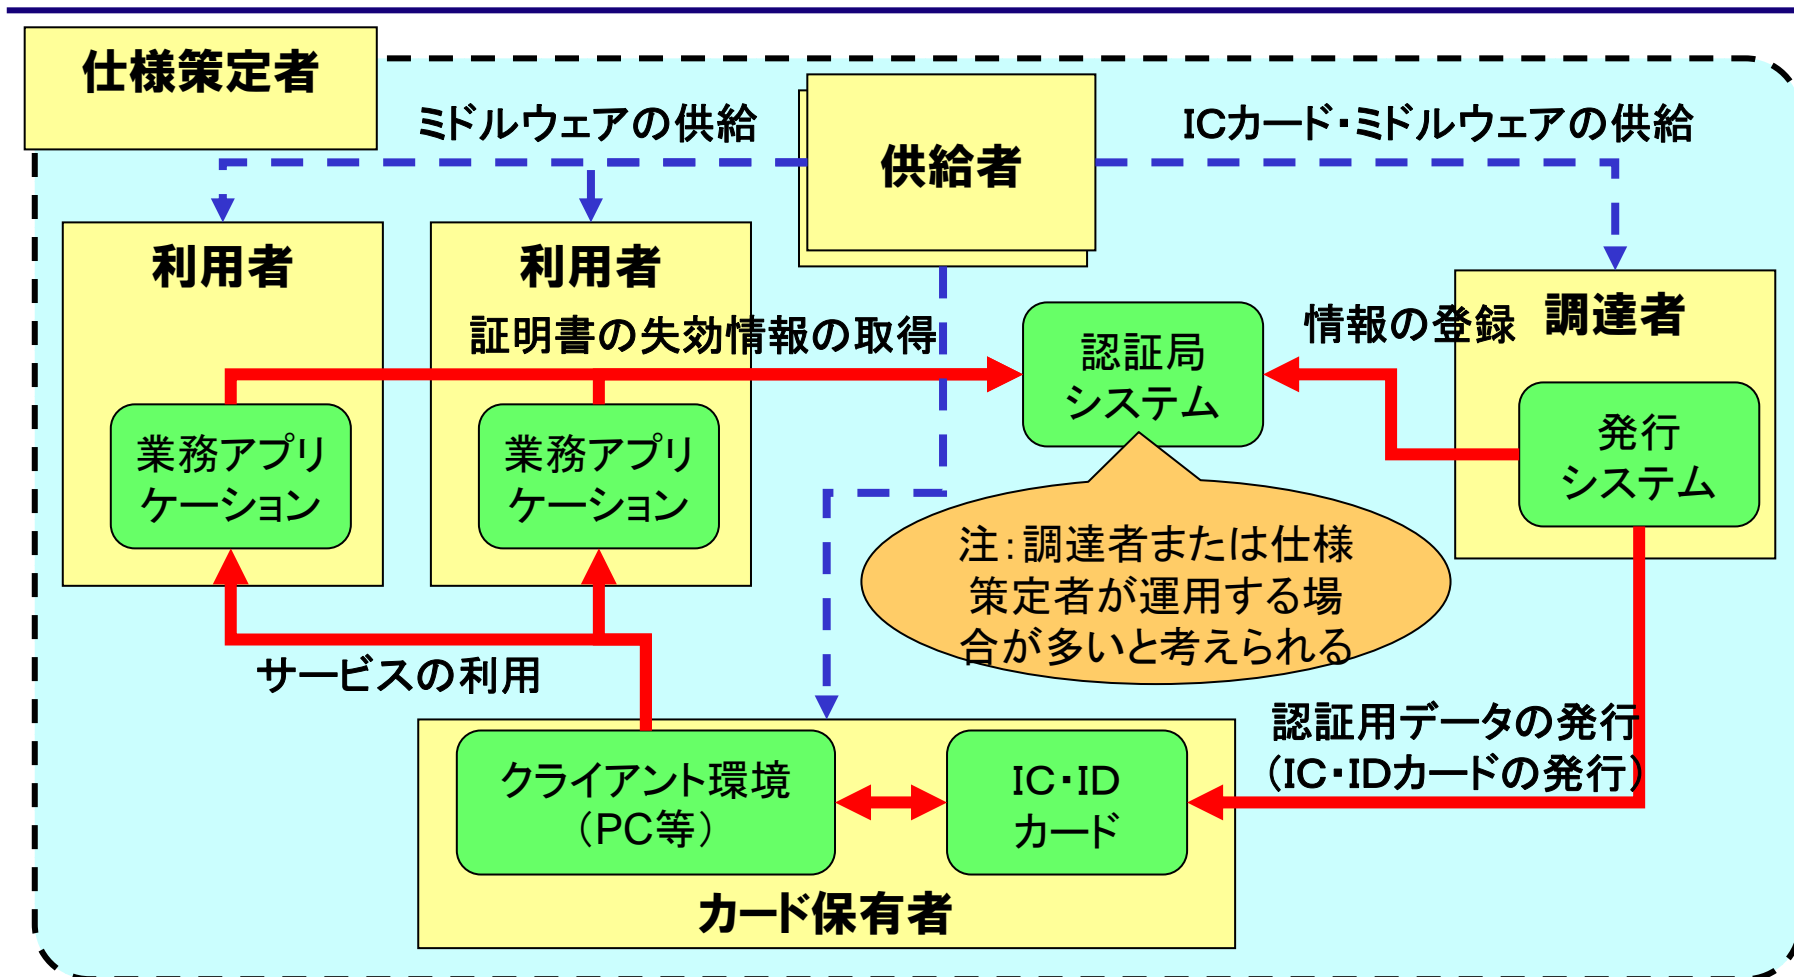 仕様策定者
ミドルウェアの供給
供給者
ICカード・ミドルウェアの供給
利用者
利用者
証明書の失効情報の取得
認証局
システム
情報の登録
調達者
業務アプリ
ケーション
業務アプリ
ケーション
発行
システム
注:調達者または仕様
策定者が運用する場
合が多いと考えられる
サービスの利用
認証用データの発行
(IC・IDカードの発行)
クライアント環境
(PC等)
IC・ID
カード
カード保有者